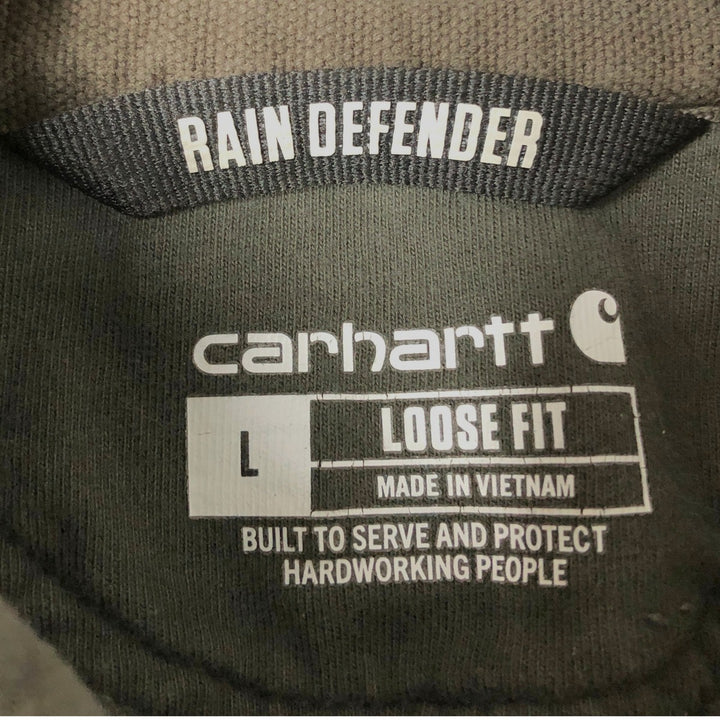 RAIN DEFENDER
carhartt
L
LOOSE FIT
MADE IN VIETNAM
BUILT TO SERVE AND PROTECT
HARDWORKING PEOPLE